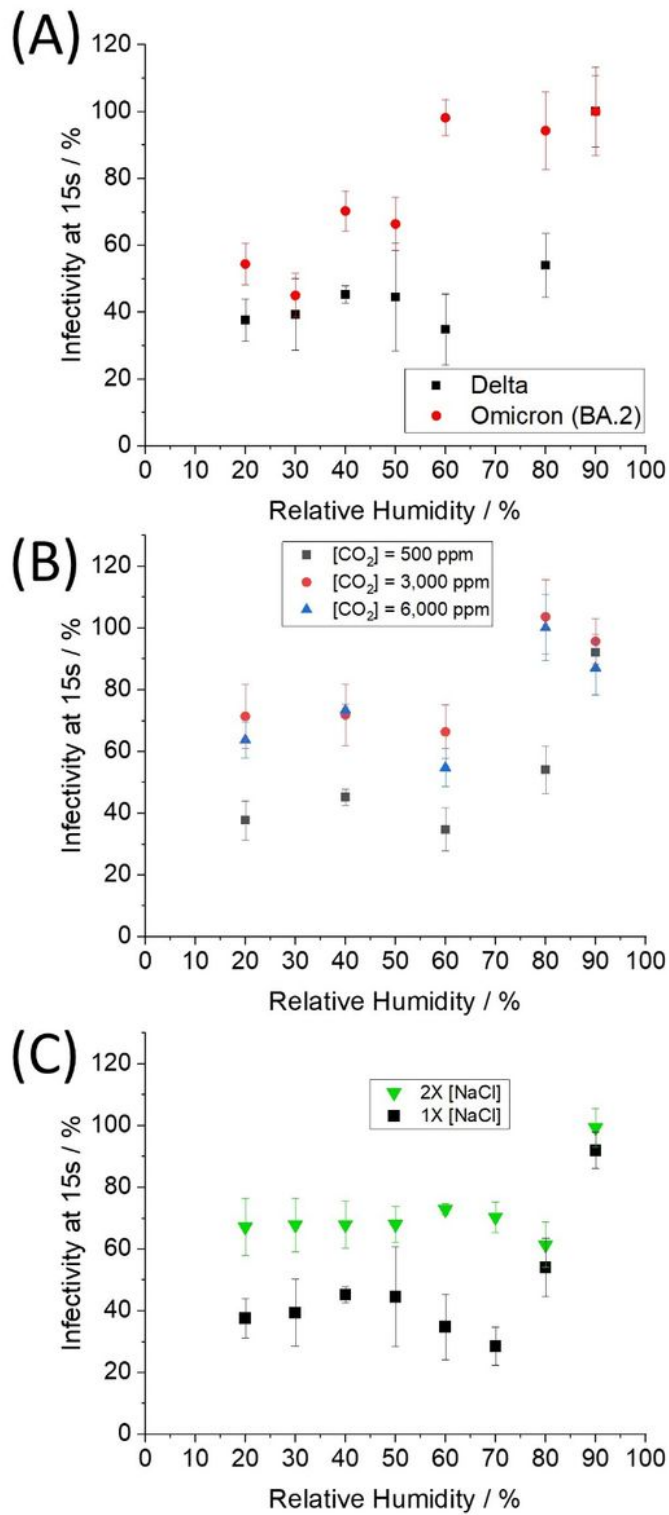 (A)
120
100
80
60
40
20
0
Infectivity at 15s / %
Delta
Omicron (BA.2)
0 10 20 30 40 50 60 70 80 90 100
Relative Humidity / %
(B)
[CO₂] = 500 ppm
[CO₂] = 3,000 ppm
[CO₂] = 6,000 ppm
120
100
80
60
40
20
0
Infectivity at 15s / %
0 10 20 30 40 50 60 70 80 90 100
Relative Humidity / %
(C)
2X [NaCl]
1X [NaCl]
120
100
80
60
40
20
0
Infectivity at 15s / %
0 10 20 30 40 50 60 70 80 90 100
Relative Humidity / %